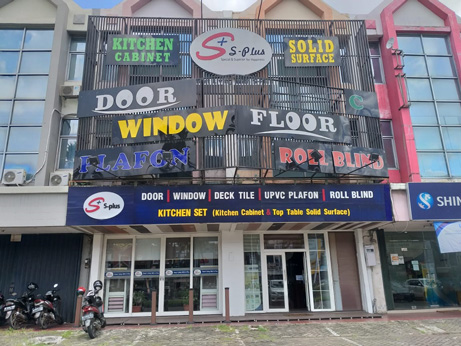 KITCHEN
CABINET
S+
S-Plus
SOLID
SURFACE
DOOR
WINDOW
FLOOR
PLAFON
ROLL BLIND
S S-plus
DOOR | WINDOW | DECK TILE | UPVC PLAFON | ROLL BLIND
KITCHEN SET (Kitchen Cabinet & Top Table Solid Surface)
S SHIN